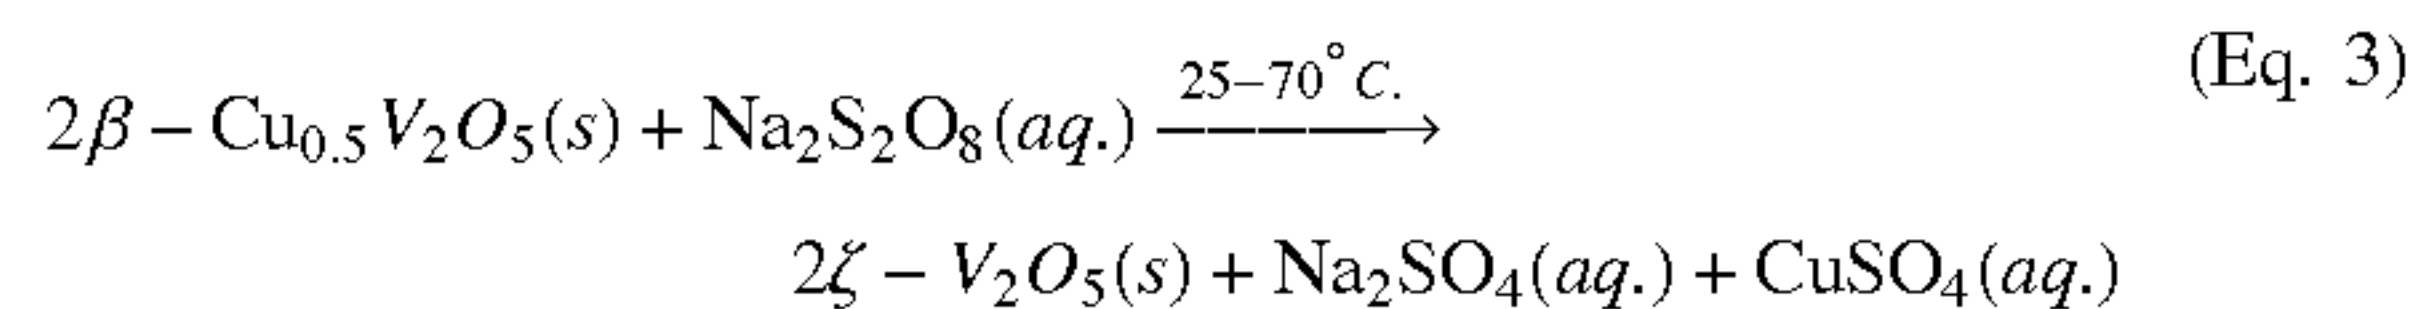 2β − Cu₀.₅V₂O₅(s) + Na₂S₂O₈(aq.) 25–70°C. ⟶ (Eq. 3)
2ζ − V₂O₅(s) + Na₂SO₄(aq.) + CuSO₄(aq.)